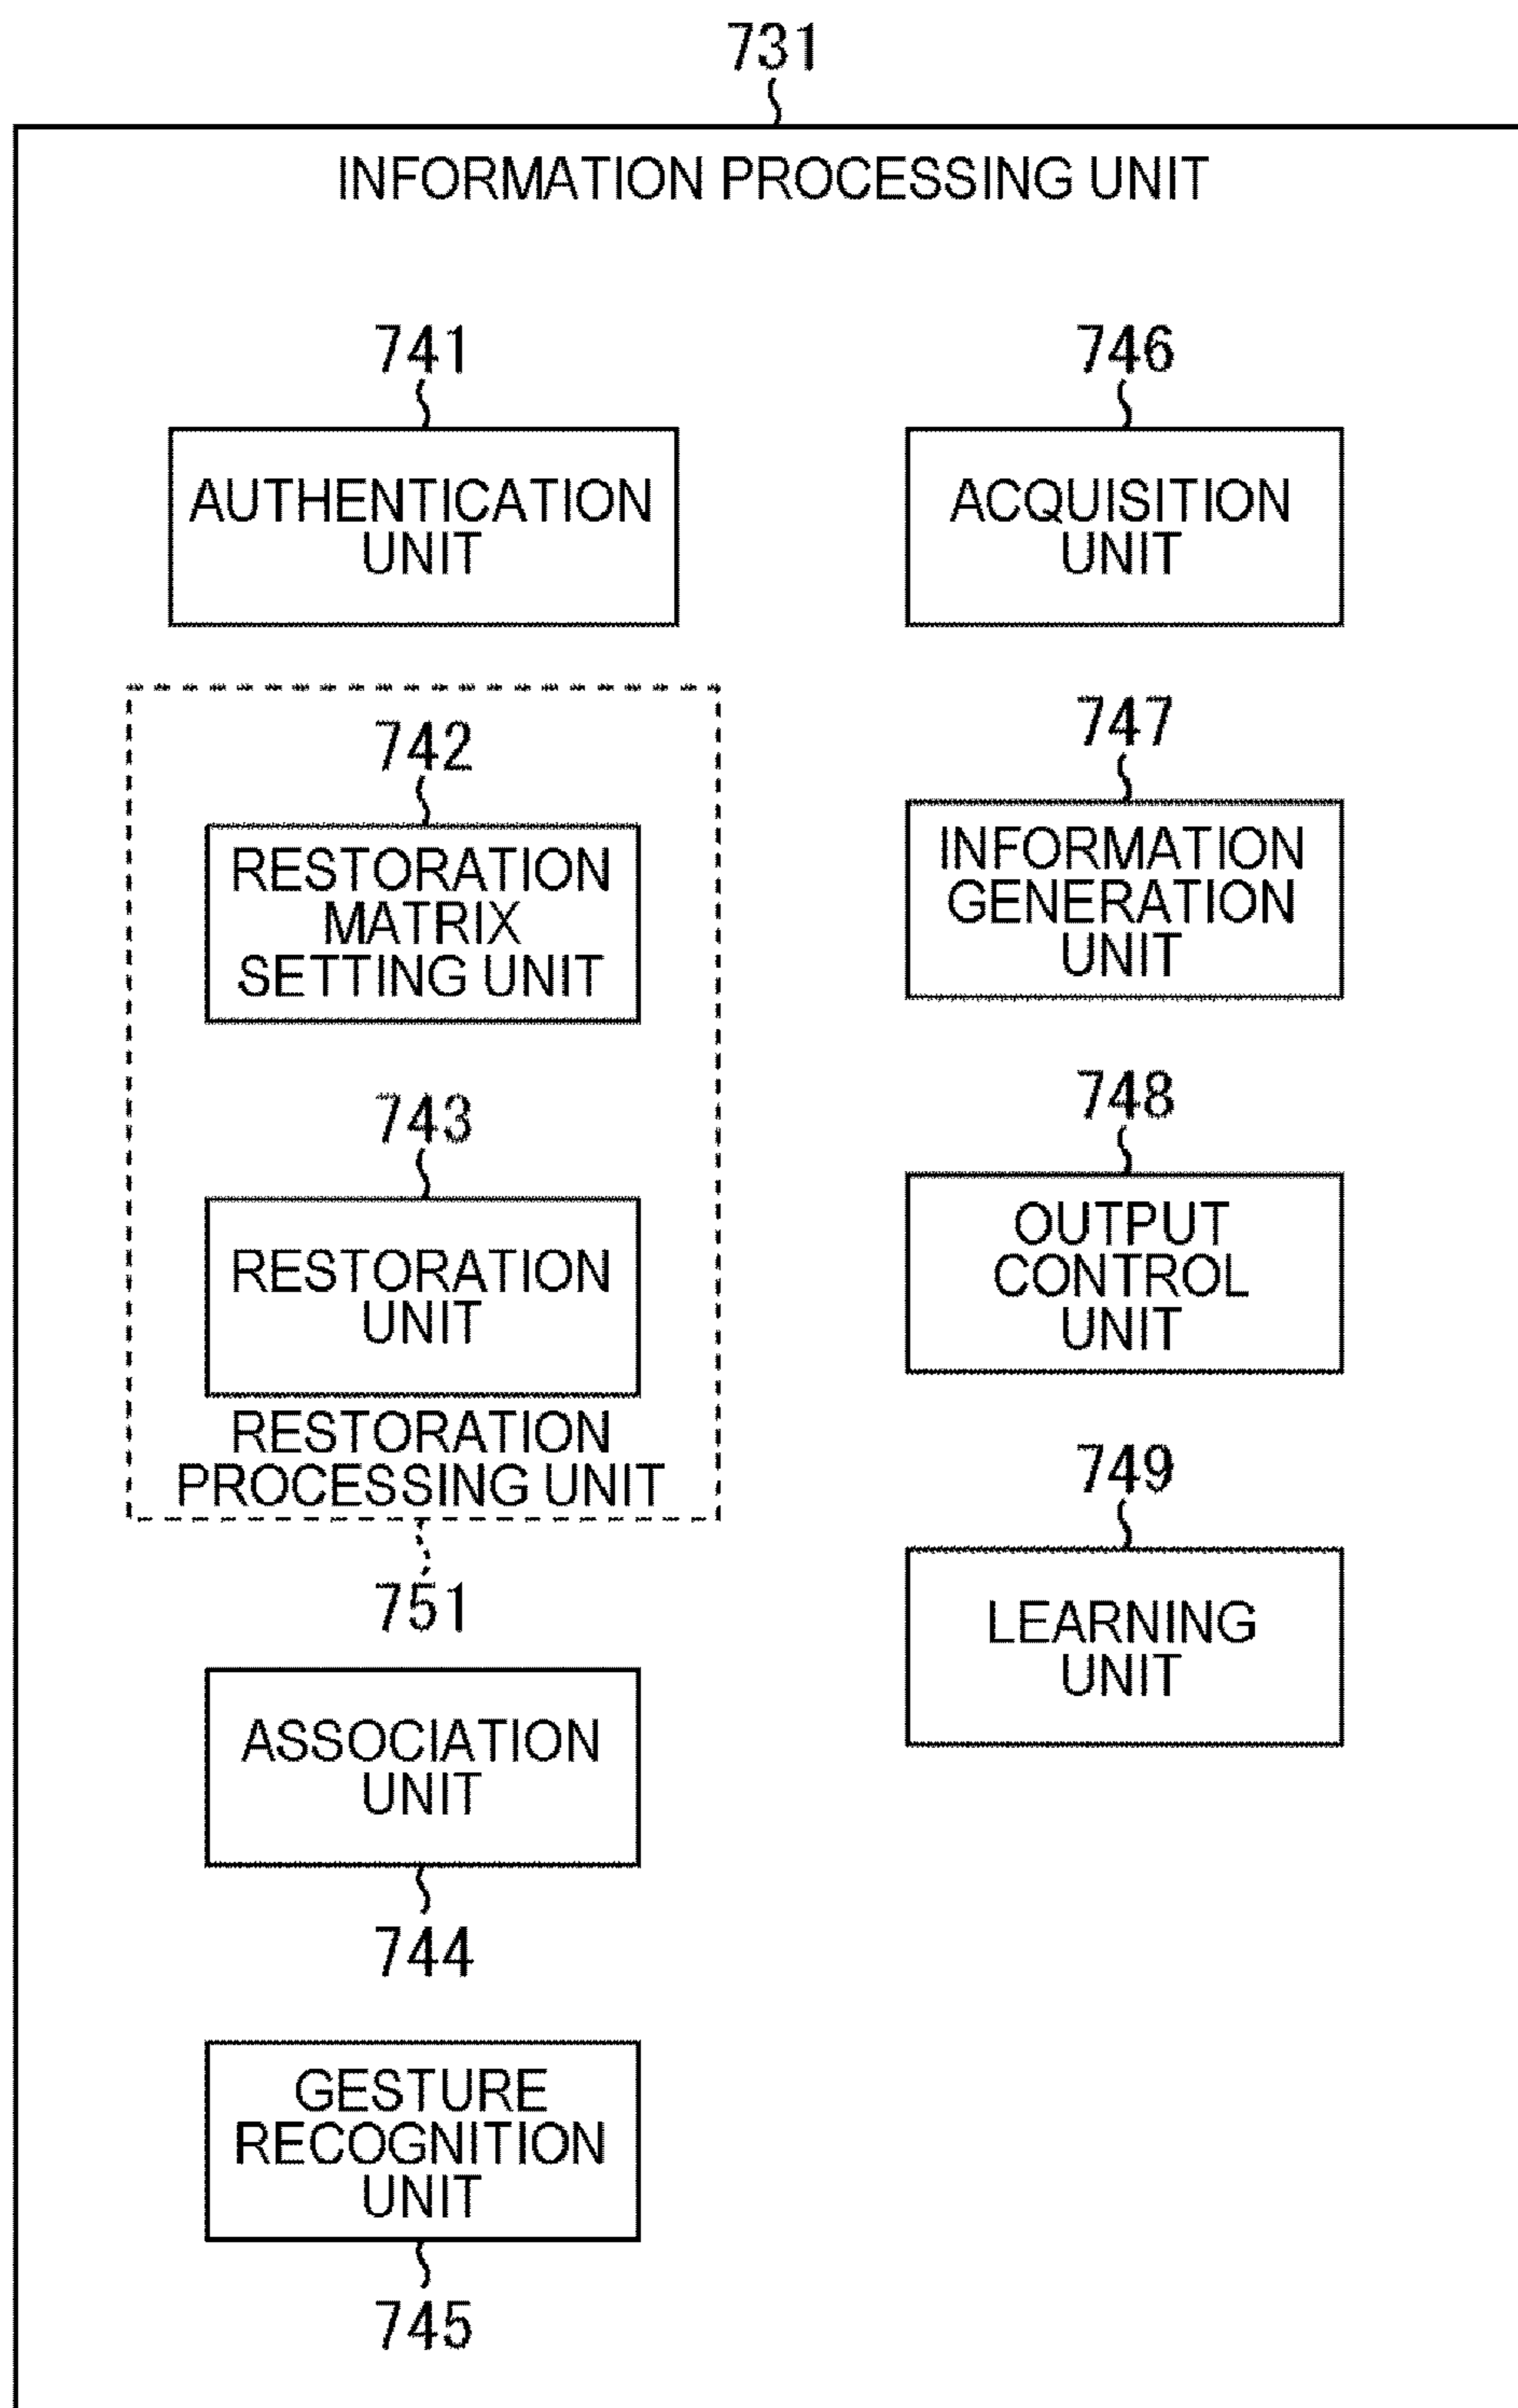 731
INFORMATION PROCESSING UNIT
741
AUTHENTICATION
UNIT
742
RESTORATION
MATRIX
SETTING UNIT
743
RESTORATION
UNIT
RESTORATION
PROCESSING UNIT
751
ASSOCIATION
UNIT
744
GESTURE
RECOGNITION
UNIT
745
746
ACQUISITION
UNIT
747
INFORMATION
GENERATION
UNIT
748
OUTPUT
CONTROL
UNIT
749
LEARNING
UNIT